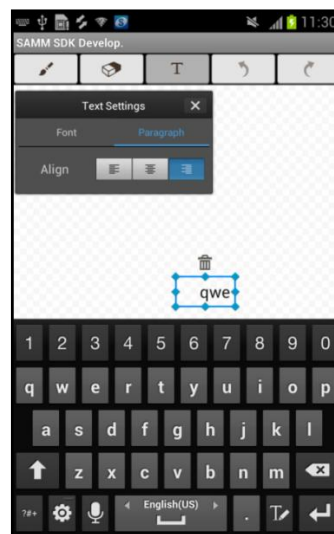 11:30
SAMM SDK Develop.
T
Text Settings
Font Paragraph
Align
qwe
1 2 3 4 5 6 7 8 9 0
q w e r t y u i o p
a s d f g h j k l
z x c v b n m
?#+ English(US) . T